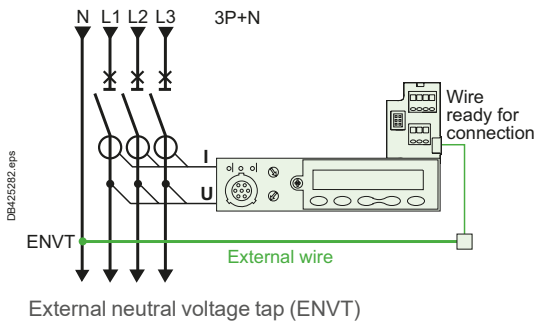 N L1 L2 L3 3P+N
Wire
ready for
connection
I
U
DB425282.eps
ENVT
External wire
External neutral voltage tap (ENVT)